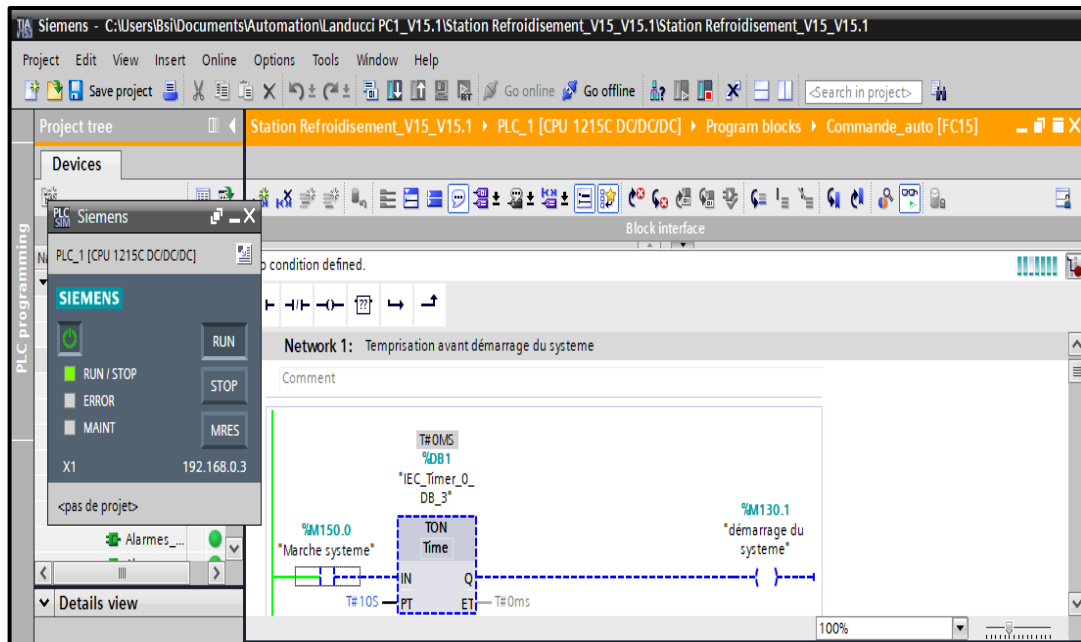 Siemens - C:\Users\Bsi\Documents\Automation\Landucci PC1_V15.1\Station Refroidisement_V15_V15.1\Station Refroidisement_V15_V15.1
Project Edit View Insert Online Options Tools Window Help
Save project Go online Go offline <Search in project>
Project tree
Station Refroidisement_V15_V15.1 PLC_1 [CPU 1215C DC/DC/DC] Program blocks Commande_auto [FC15]
Devices
PLC programming
Block interface
PLC SIM Siemens
PLC_1 [CPU 1215C DC/DC/DC]
SIEMENS
RUN
RUN / STOP
STOP
ERROR
MAINT
MRES
X1 192.168.0.3
<pas de projet>
Alarmes_...
Details view
condition defined.
??
Network 1: Temprisation avant démarrage du systeme
Comment
T#0MS
%DB1
"IEC_Timer_0_
DB_3"
%M150.0
"Marche systeme"
TON
Time
IN Q
T#10S PT ET T#0ms
%M130.1
"démarrage du
systeme"
100%